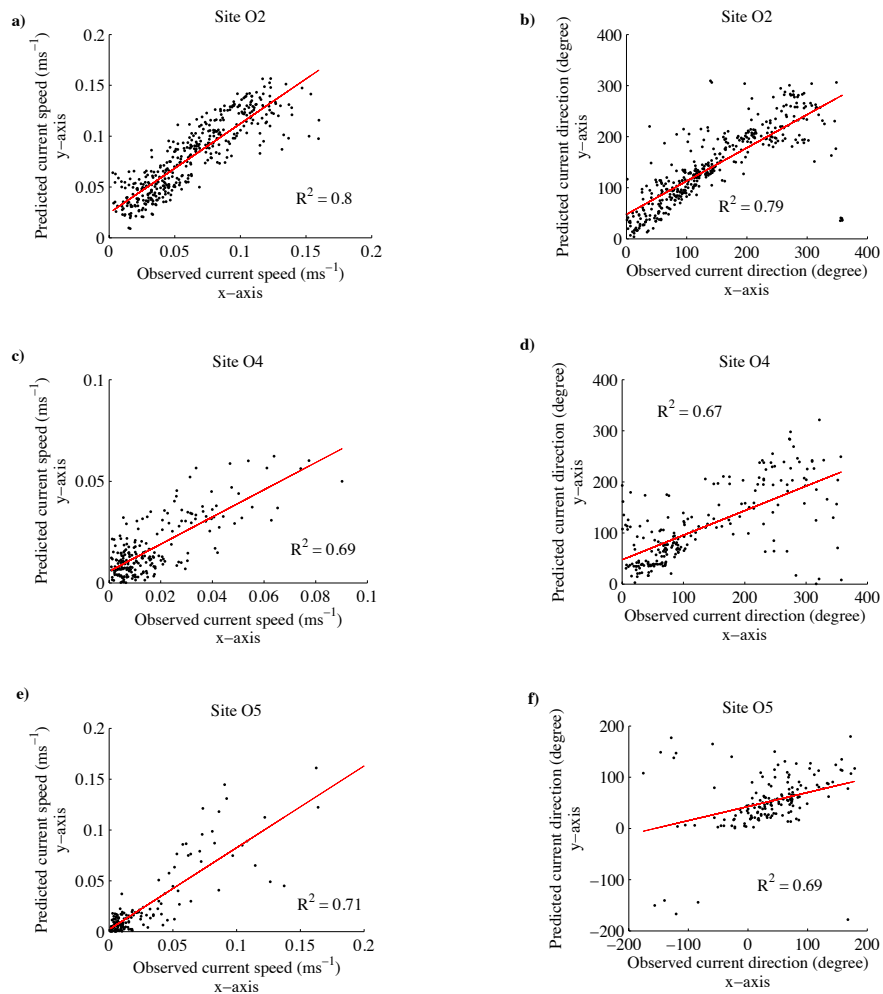 a)
Site O2
0.2
0.15
0.1
0.05
0
Predicted current speed (ms⁻¹)
y−axis
R² = 0.8
0 0.05 0.1 0.15 0.2
Observed current speed (ms⁻¹)
x−axis
b)
Site O2
400
300
200
100
0
Predicted current direction (degree)
y−axis
R² = 0.79
0 100 200 300 400
Observed current direction (degree)
x−axis
c)
Site O4
0.1
0.05
0
Predicted current speed (ms⁻¹)
y−axis
R² = 0.69
0 0.02 0.04 0.06 0.08 0.1
Observed current speed (ms⁻¹)
x−axis
d)
Site O4
400
300
200
100
0
Predicted current direction (degree)
y−axis
R² = 0.67
0 100 200 300 400
Observed current direction (degree)
x−axis
e)
Site O5
0.2
0.15
0.1
0.05
0
Predicted current speed (ms⁻¹)
y−axis
R² = 0.71
0 0.05 0.1 0.15 0.2
Observed current speed (ms⁻¹)
x−axis
f)
Site O5
200
100
0
−100
−200
Predicted current direction (degree)
y−axis
R² = 0.69
−200 −100 0 100 200
Observed current direction (degree)
x−axis